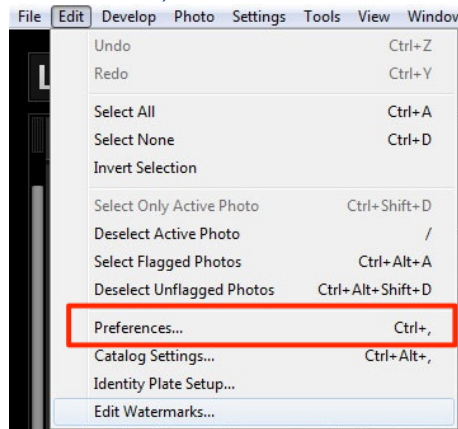 File Edit Develop Photo Settings Tools View Window
Undo Ctrl+Z
Redo Ctrl+Y
L
Select All Ctrl+A
Select None Ctrl+D
Invert Selection
Select Only Active Photo Ctrl+Shift+D
Deselect Active Photo /
Select Flagged Photos Ctrl+Alt+A
Deselect Unflagged Photos Ctrl+Alt+Shift+D
Preferences... Ctrl+,
Catalog Settings... Ctrl+Alt+,
Identity Plate Setup...
Edit Watermarks...